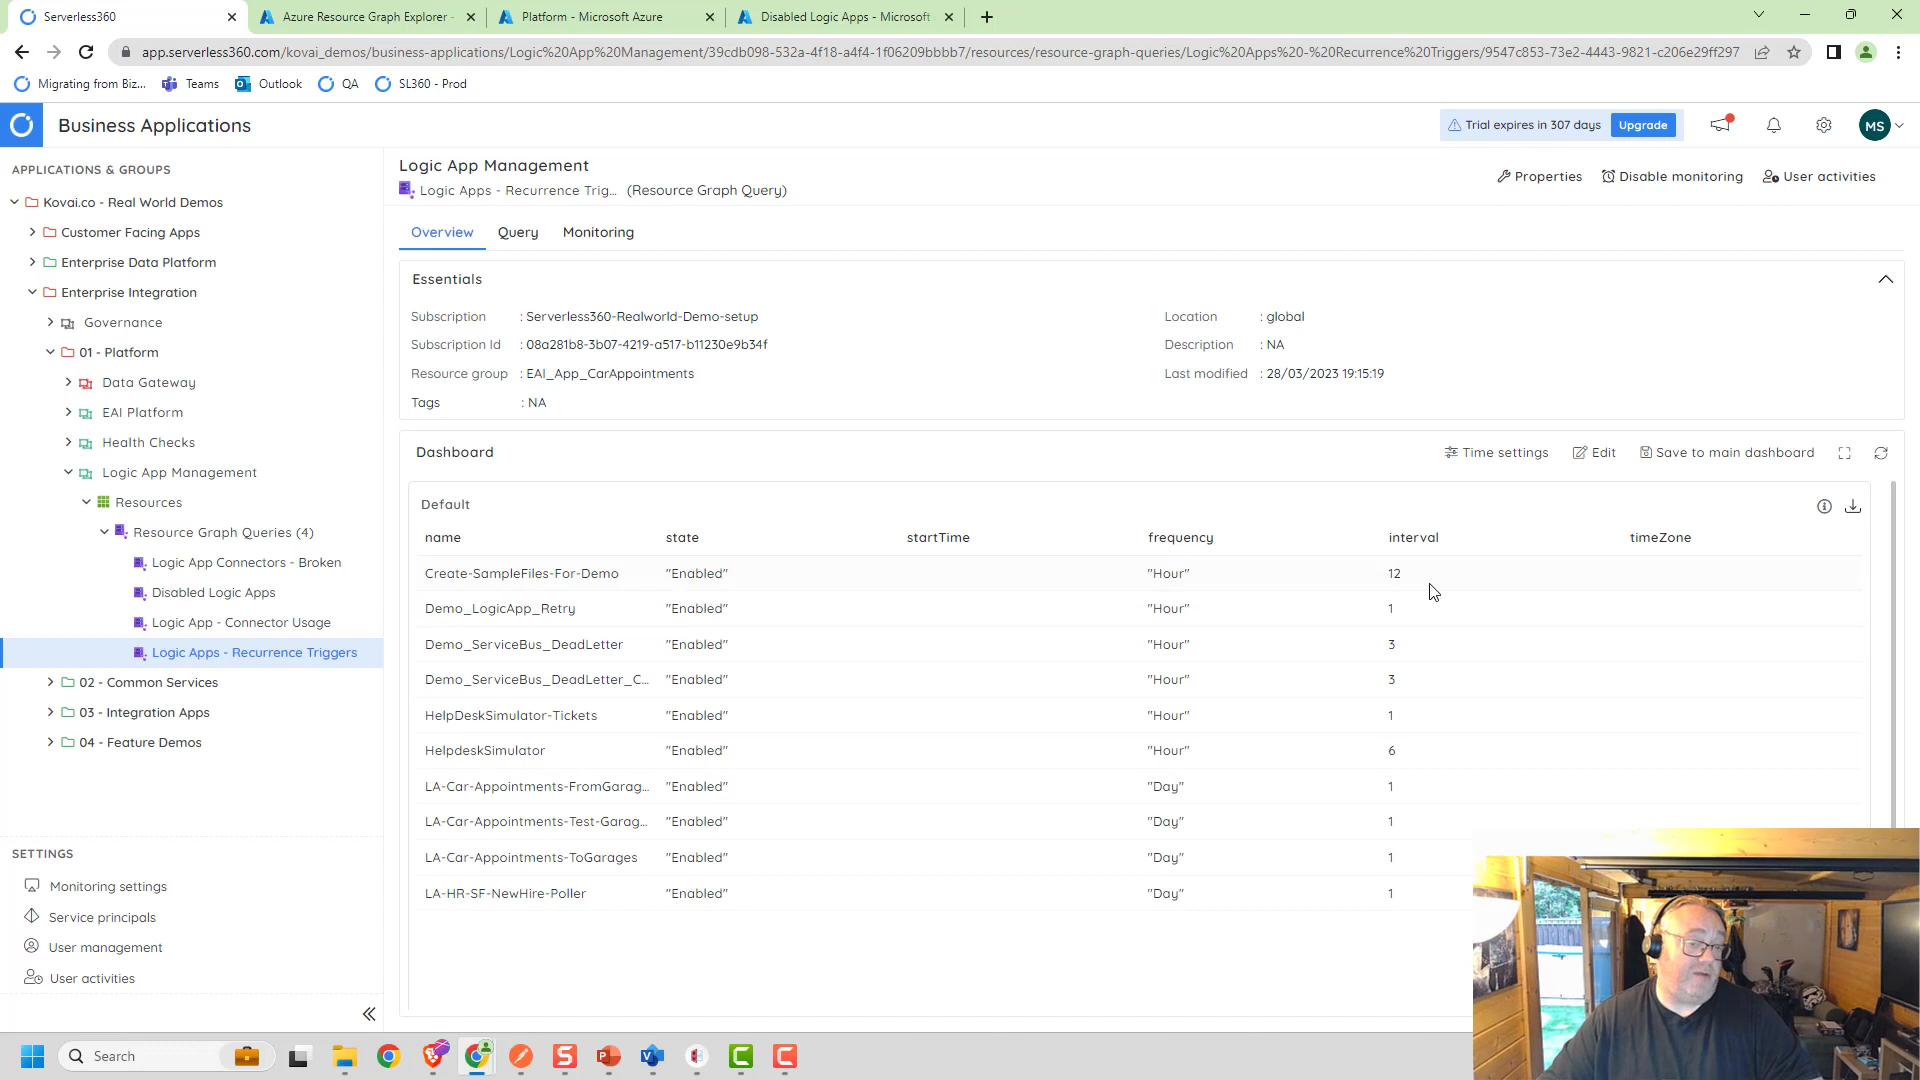 Serverless360
Azure Resource Graph Explorer -
Platform - Microsoft Azure
Disabled Logic Apps - Microsoft
app.serverless360.com/kovai_demos/business-applications/Logic%20App%20Management/39cdb098-532a-4f18-a4f4-1f06209bbbb7/resources/resource-graph-queries/Logic%20Apps%20-%20Recurrence%20Triggers/9547c853-73e2-4443-9821-c206e29ff297
Migrating from Biz...
Teams
Outlook
QA
SL360 - Prod
Business Applications
Trial expires in 307 days
Upgrade
MS
APPLICATIONS & GROUPS
Kovai.co - Real World Demos
Customer Facing Apps
Enterprise Data Platform
Enterprise Integration
Governance
01 - Platform
Data Gateway
EAI Platform
Health Checks
Logic App Management
Resources
Resource Graph Queries (4)
Logic App Connectors - Broken
Disabled Logic Apps
Logic App - Connector Usage
Logic Apps - Recurrence Triggers
02 - Common Services
03 - Integration Apps
04 - Feature Demos
SETTINGS
Monitoring settings
Service principals
User management
User activities
Logic App Management
Logic Apps - Recurrence Trig... (Resource Graph Query)
Properties
Disable monitoring
User activities
Overview
Query
Monitoring
Essentials
Subscription : Serverless360-Realworld-Demo-setup
Location : global
Subscription Id : 08a281b8-3b07-4219-a517-b11230e9b34f
Description : NA
Resource group : EAI_App_CarAppointments
Last modified : 28/03/2023 19:15:19
Tags : NA
Dashboard
Time settings
Edit
Save to main dashboard
Default
name state startTime frequency interval timeZone
Create-SampleFiles-For-Demo "Enabled" "Hour" 12
Demo_LogicApp_Retry "Enabled" "Hour" 1
Demo_ServiceBus_DeadLetter "Enabled" "Hour" 3
Demo_ServiceBus_DeadLetter_C... "Enabled" "Hour" 3
HelpDeskSimulator-Tickets "Enabled" "Hour" 1
HelpdeskSimulator "Enabled" "Hour" 6
LA-Car-Appointments-FromGarag... "Enabled" "Day" 1
LA-Car-Appointments-Test-Garag... "Enabled" "Day" 1
LA-Car-Appointments-ToGarages "Enabled" "Day" 1
LA-HR-SF-NewHire-Poller "Enabled" "Day" 1
Search